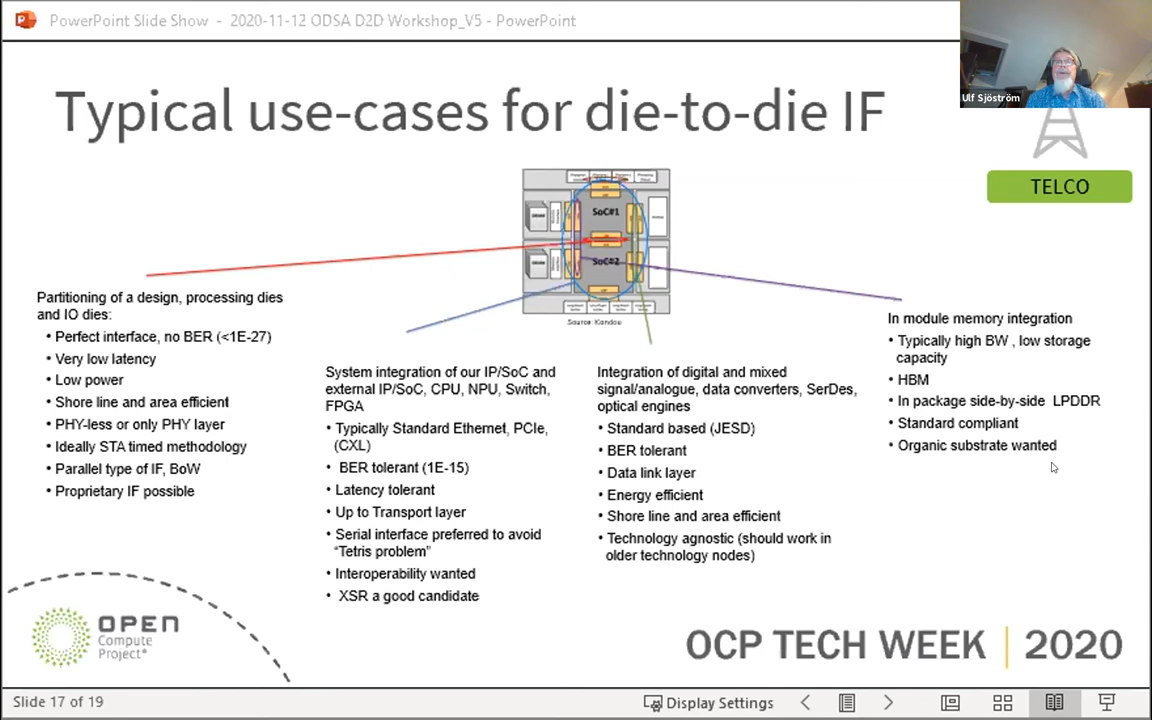 PowerPoint Slide Show - 2020-11-12 ODSA D2D Workshop_V5 - PowerPoint
Ulf Sjöström
Typical use-cases for die-to-die IF
TELCO
SoC#1
SoC#2
Source: Kandou
Partitioning of a design, processing dies
and IO dies:
• Perfect interface, no BER (<1E-27)
• Very low latency
• Low power
• Shore line and area efficient
• PHY-less or only PHY layer
• Ideally STA timed methodology
• Parallel type of IF, BoW
• Proprietary IF possible
System integration of our IP/SoC and
external IP/SoC, CPU, NPU, Switch,
FPGA
• Typically Standard Ethernet, PCIe,
(CXL)
• BER tolerant (1E-15)
• Latency tolerant
• Up to Transport layer
• Serial interface preferred to avoid
“Tetris problem”
• Interoperability wanted
• XSR a good candidate
Integration of digital and mixed
signal/analogue, data converters, SerDes,
optical engines
• Standard based (JESD)
• BER tolerant
• Data link layer
• Energy efficient
• Shore line and area efficient
• Technology agnostic (should work in
older technology nodes)
In module memory integration
• Typically high BW , low storage
capacity
• HBM
• In package side-by-side LPDDR
• Standard compliant
• Organic substrate wanted
OPEN
Compute
Project®
OCP TECH WEEK | 2020
Slide 17 of 19
Display Settings